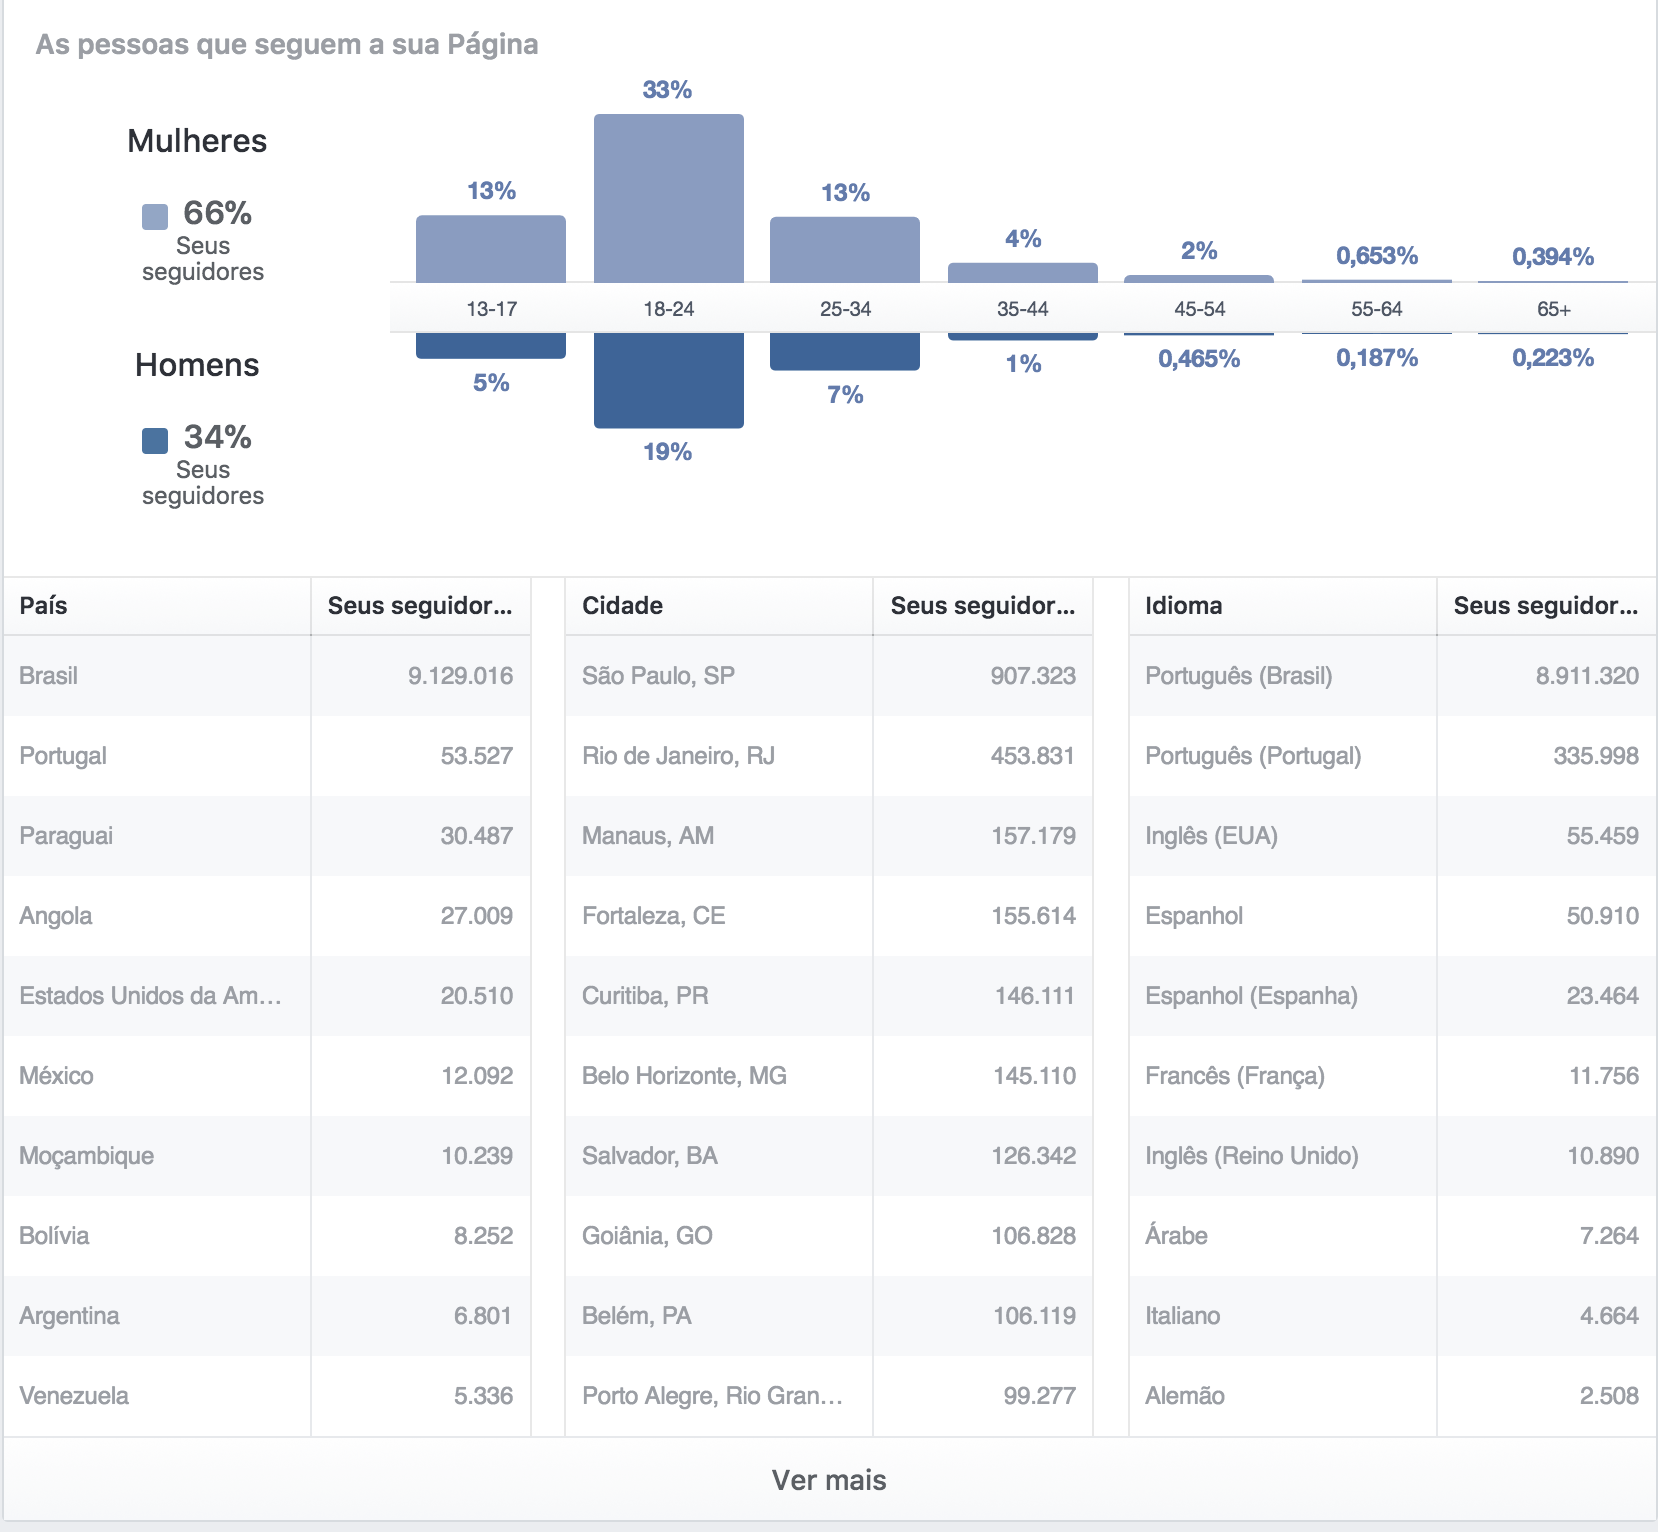 As pessoas que seguem a sua Página
Mulheres
66%
Seus
seguidores
33%
13%
13%
4%
2%
0,653%
0,394%
13-17
18-24
25-34
35-44
45-54
55-64
65+
Homens
34%
Seus
seguidores
5%
19%
7%
1%
0,465%
0,187%
0,223%
País Seus seguidor... Cidade Seus seguidor... Idioma Seus seguidor...
Brasil 9.129.016 São Paulo, SP 907.323 Português (Brasil) 8.911.320
Portugal 53.527 Rio de Janeiro, RJ 453.831 Português (Portugal) 335.998
Paraguai 30.487 Manaus, AM 157.179 Inglês (EUA) 55.459
Angola 27.009 Fortaleza, CE 155.614 Espanhol 50.910
Estados Unidos da Am... 20.510 Curitiba, PR 146.111 Espanhol (Espanha) 23.464
México 12.092 Belo Horizonte, MG 145.110 Francês (França) 11.756
Moçambique 10.239 Salvador, BA 126.342 Inglês (Reino Unido) 10.890
Bolívia 8.252 Goiânia, GO 106.828 Árabe 7.264
Argentina 6.801 Belém, PA 106.119 Italiano 4.664
Venezuela 5.336 Porto Alegre, Rio Gran... 99.277 Alemão 2.508
Ver mais